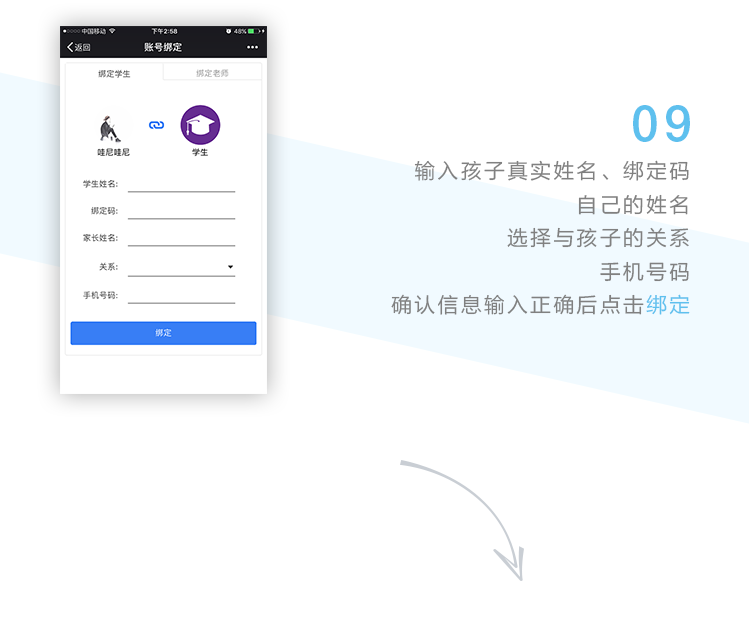 中国移动
下午2:58
48%
返回
账号绑定
绑定学生
绑定老师
哇尼哇尼
学生
学生姓名:
绑定码:
家长姓名:
关系:
手机号码:
绑定
09
输入孩子真实姓名、绑定码
自己的姓名
选择与孩子的关系
手机号码
确认信息输入正确后点击绑定